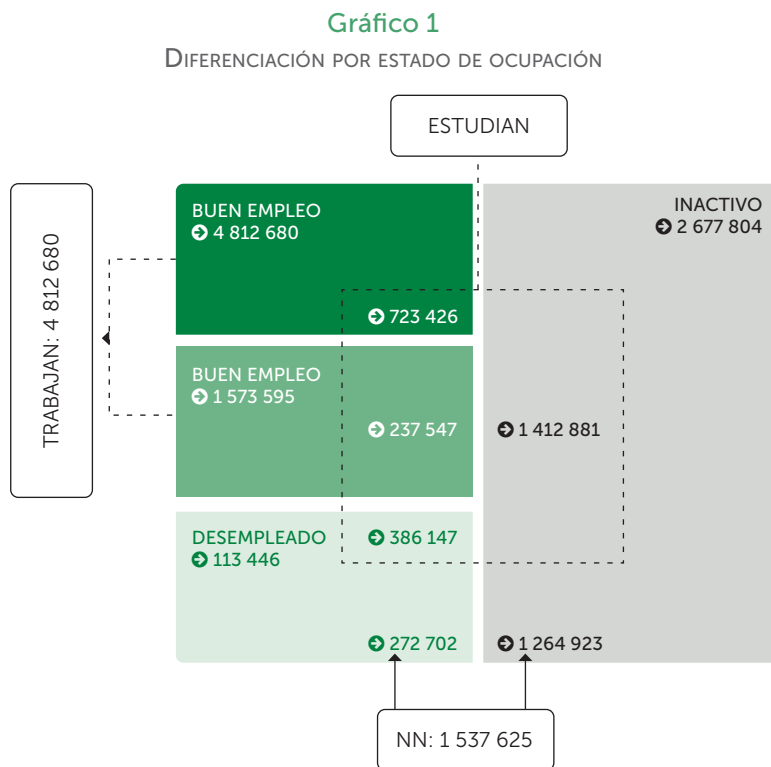 Gráfico 1
DIFERENCIACIÓN POR ESTADO DE OCUPACIÓN
ESTUDIAN
TRABAJAN: 4 812 680
BUEN EMPLEO
4 812 680
723 426
BUEN EMPLEO
1 573 595
237 547
DESEMPLEADO
113 446
386 147
272 702
INACTIVO
2 677 804
1 412 881
1 264 923
NN: 1 537 625